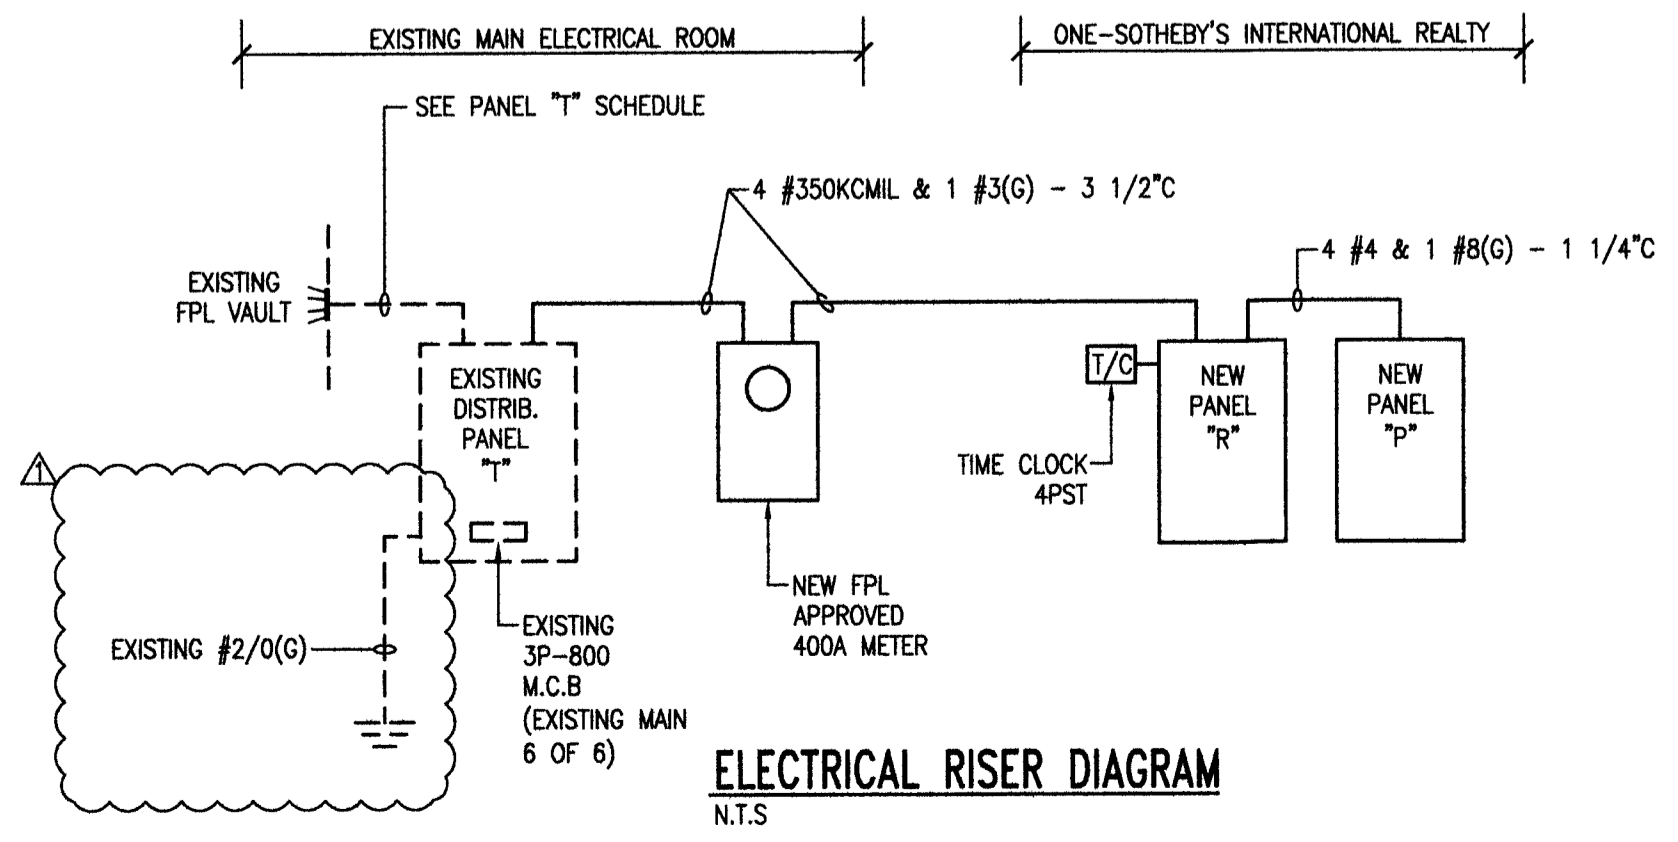 EXISTING MAIN ELECTRICAL ROOM
ONE-SOTHEBY'S INTERNATIONAL REALTY
SEE PANEL "T" SCHEDULE
4 #350KCMIL & 1 #3(G) - 3 1/2"C
4 #4 & 1 #8(G) - 1 1/4"C
EXISTING
FPL VAULT
EXISTING
DISTRIB.
PANEL
"T"
T/C
NEW
PANEL
"R"
NEW
PANEL
"P"
TIME CLOCK
4PST
1
NEW FPL
APPROVED
400A METER
EXISTING #2/0(G)
EXISTING
3P-800
M.C.B
(EXISTING MAIN
6 OF 6)
ELECTRICAL RISER DIAGRAM
N.T.S